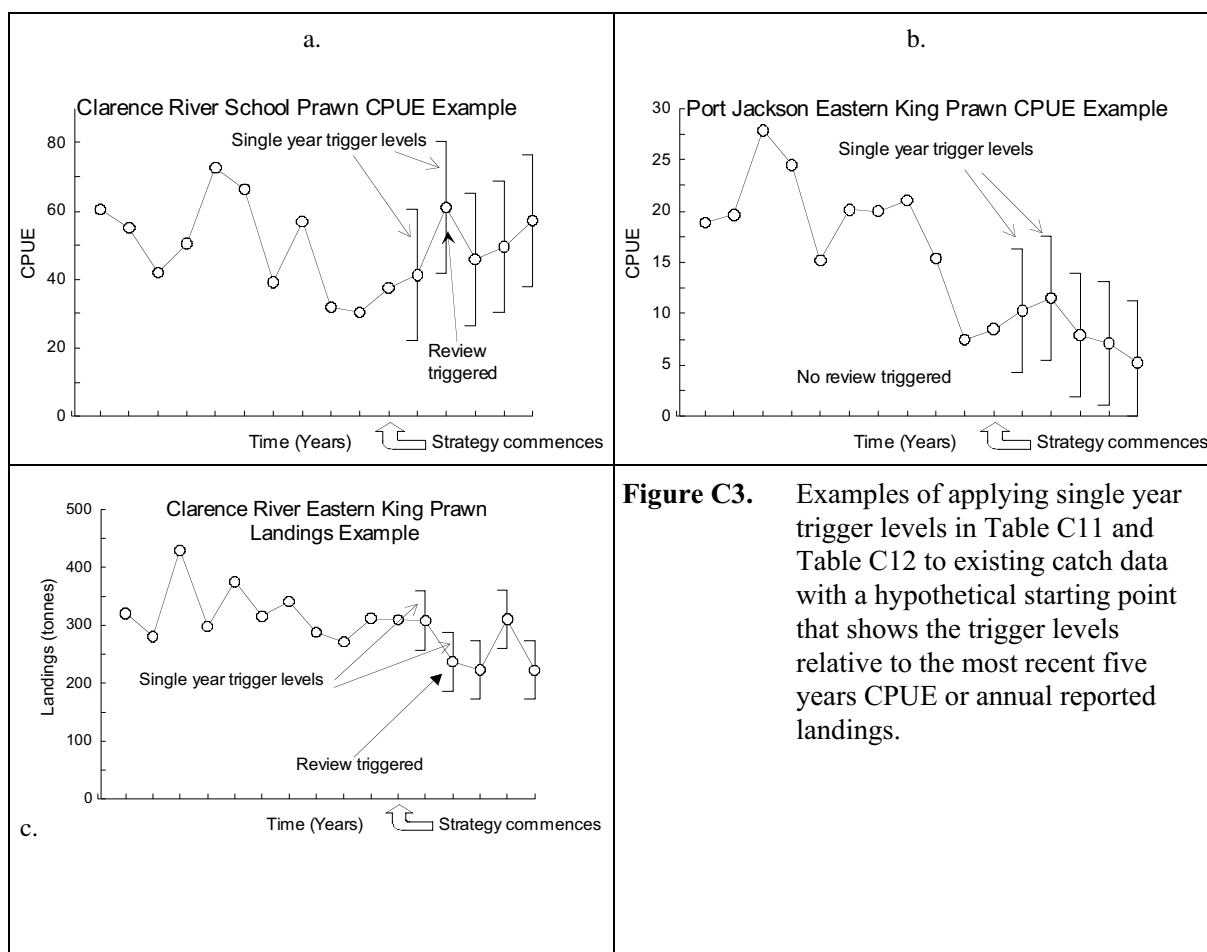 a.
Clarence River School Prawn CPUE Example
Single year trigger levels
80
60
40
20
0
CPUE
Review
triggered
Time (Years)
Strategy commences
b.
Port Jackson Eastern King Prawn CPUE Example
Single year trigger levels
30
25
20
15
10
5
0
CPUE
No review triggered
Time (Years)
Strategy commences
Clarence River Eastern King Prawn
Landings Example
500
400
300
200
100
0
Landings (tonnes)
Single year trigger levels
Review triggered
Time (Years)
Strategy commences
c.
Figure C3. Examples of applying single year
trigger levels in Table C11 and
Table C12 to existing catch data
with a hypothetical starting point
that shows the trigger levels
relative to the most recent five
years CPUE or annual reported
landings.